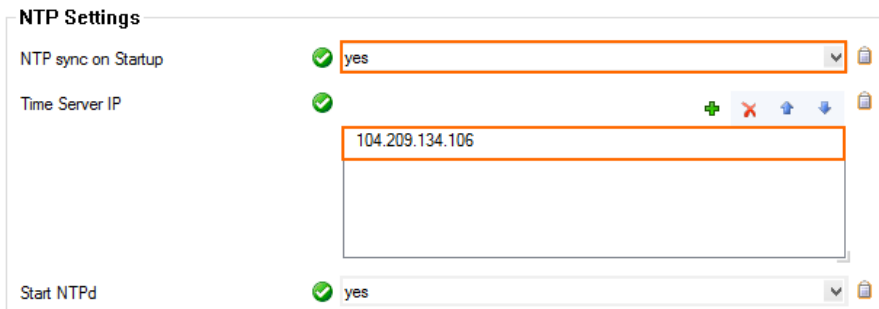 NTP Settings
NTP sync on Startup yes
Time Server IP
104.209.134.106
Start NTPd yes